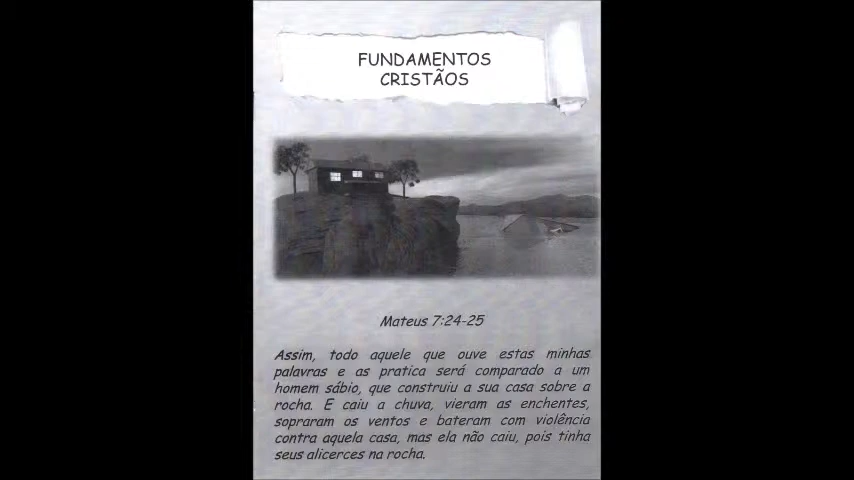 FUNDAMENTOS
CRISTÃOS
Mateus 7:24-25
Assim, todo aquele que ouve estas minhas
palavras e as pratica será comparado a um
homem sábio, que construiu a sua casa sobre a
rocha. E caiu a chuva, vieram as enchentes,
sopraram os ventos e bateram com violência
contra aquela casa, mas ela não caiu, pois tinha
seus alicerces na rocha.